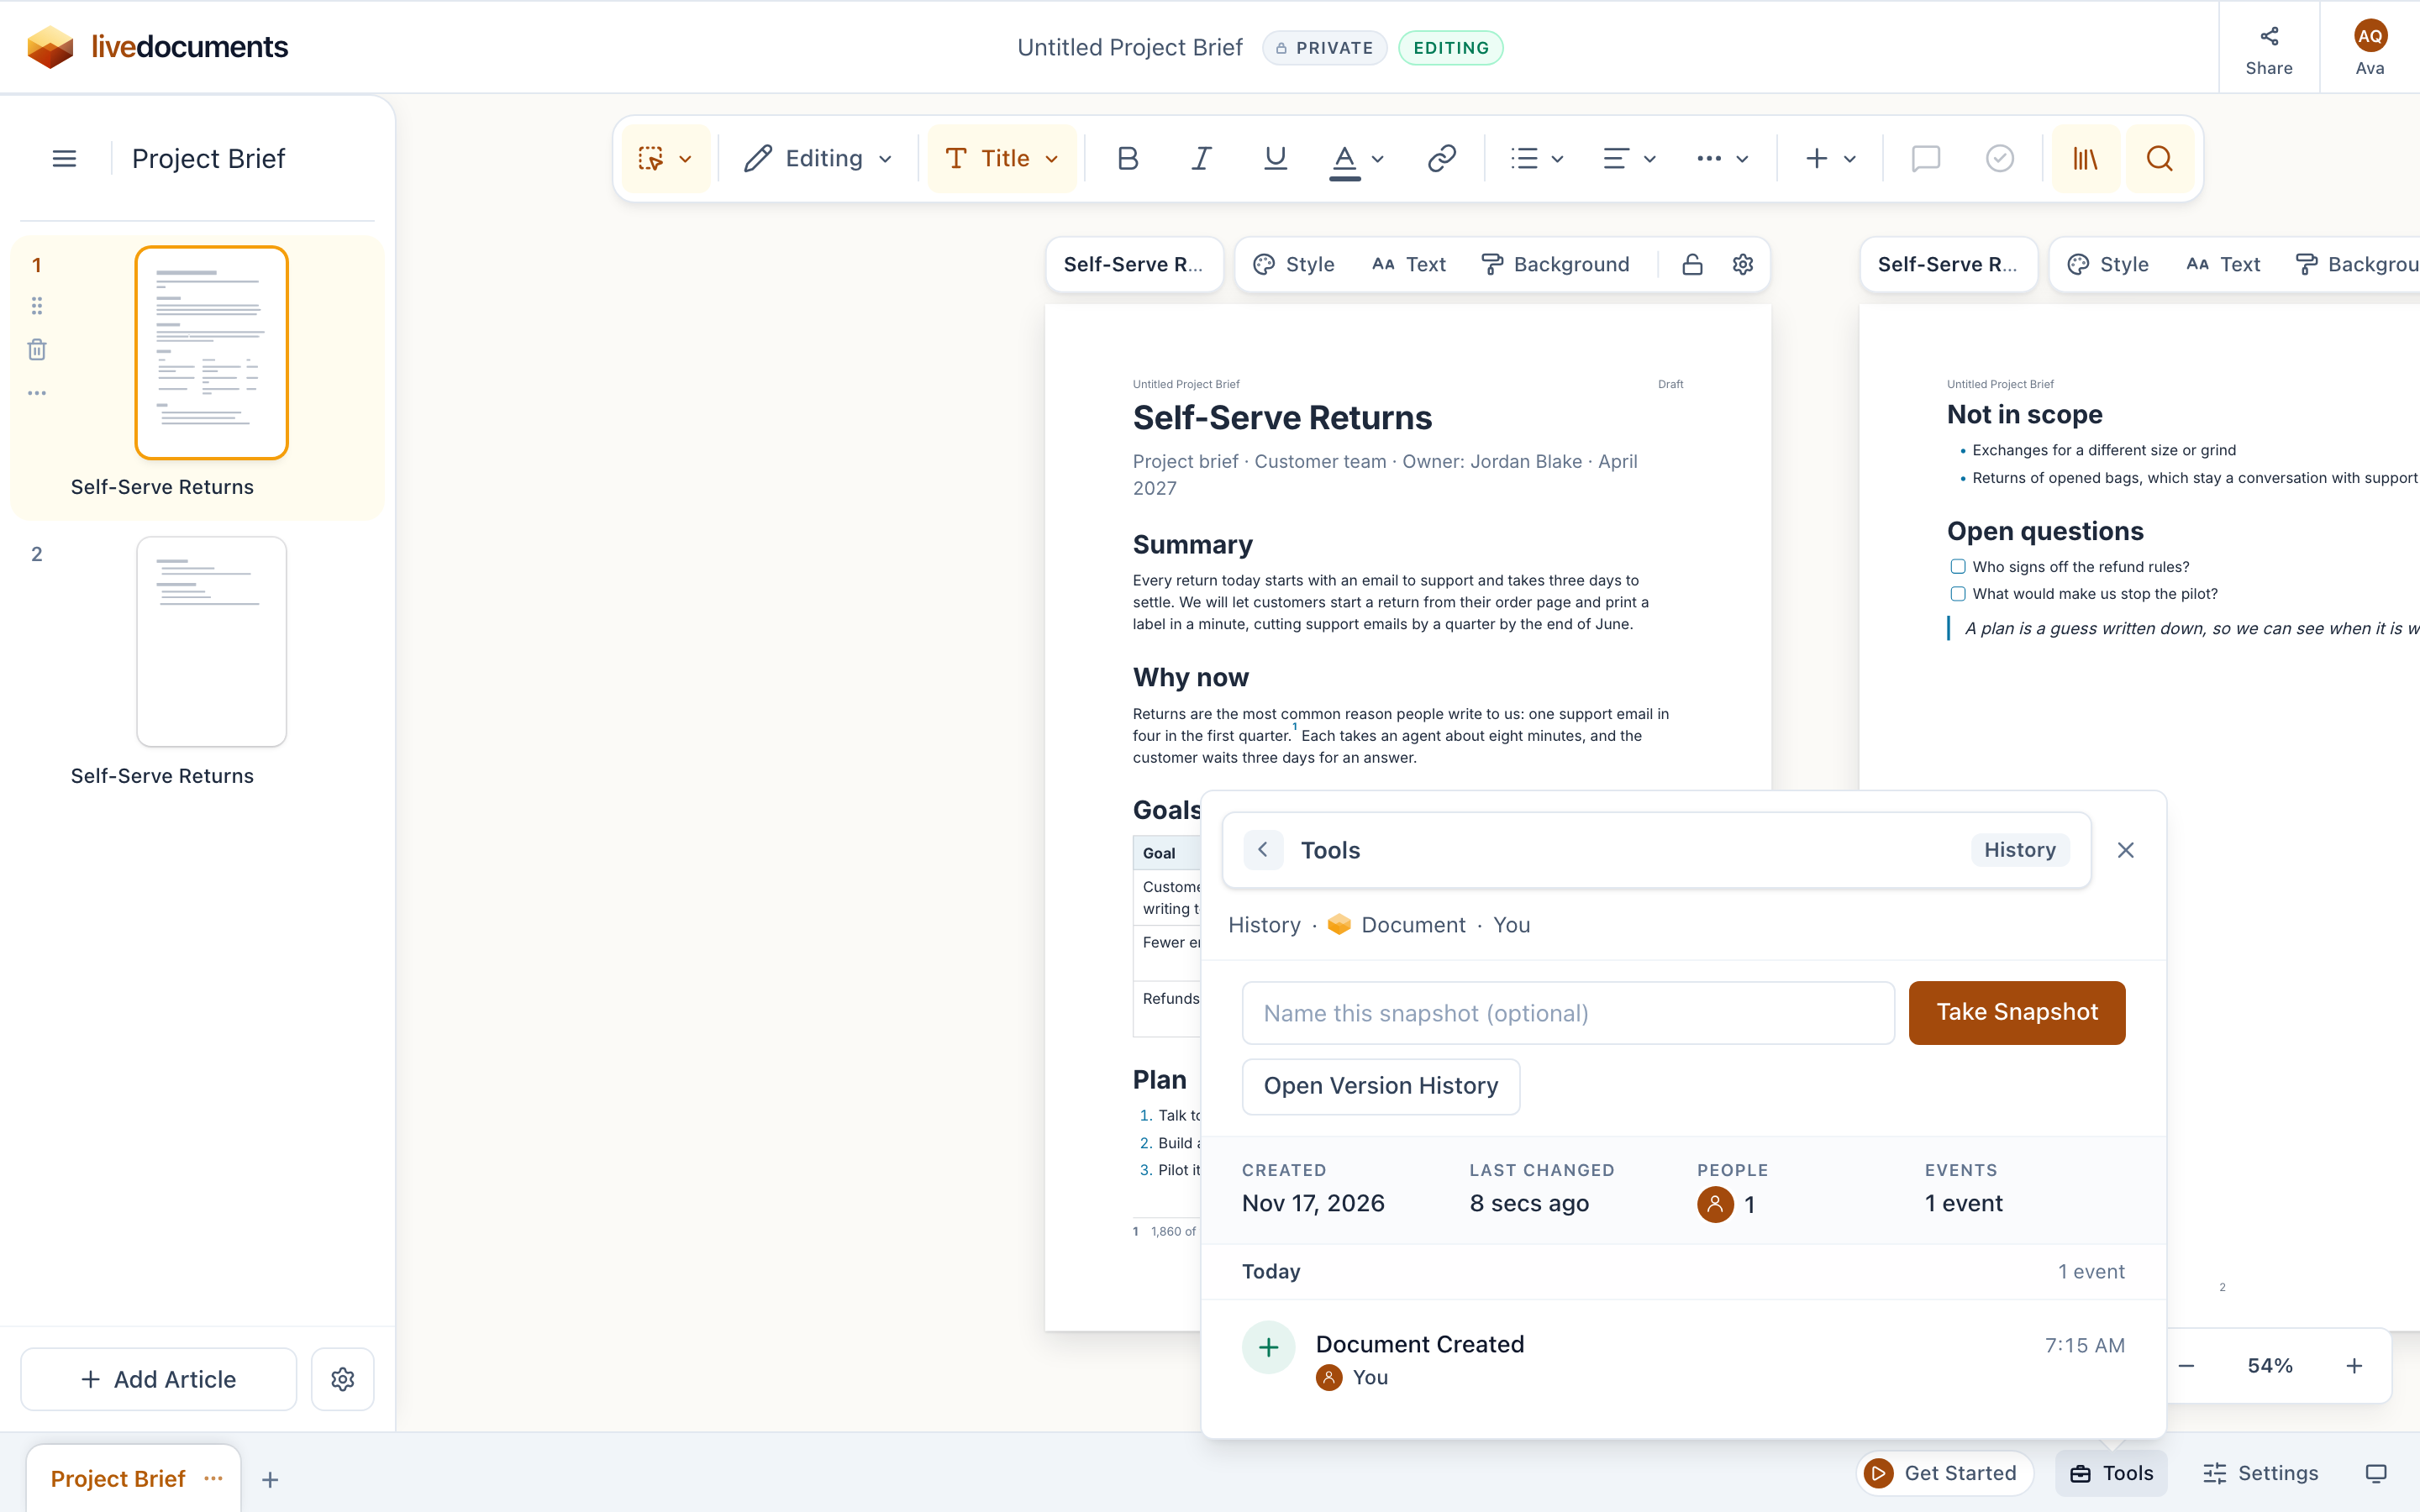 livedocuments
Untitled Project Brief
PRIVATE
EDITING
Share
AQ
Ava
Project Brief
Editing
Title
1
Self-Serve Returns
2
Self-Serve Returns
Add Article
Self-Serve R...
Style
Text
Background
Self-Serve R...
Style
Text
Untitled Project Brief
Draft
Self-Serve Returns
Project brief · Customer team · Owner: Jordan Blake · April
2027
Summary
Every return today starts with an email to support and takes three days to
settle. We will let customers start a return from their order page and print a
label in a minute, cutting support emails by a quarter by the end of June.
Why now
Returns are the most common reason people write to us: one support email in
four in the first quarter.1 Each takes an agent about eight minutes, and the
customer waits three days for an answer.
Goals
Goal
writing
Fewer
Refunds
Plan
1. Talk
2. Build
3. Pilot it
1 1,860 of
Untitled Project Brief
Not in scope
• Exchanges for a different size or grind
• Returns of opened bags, which stay a conversation with support
Open questions
Who signs off the refund rules?
What would make us stop the pilot?
A plan is a guess written down, so we can see when it is
2
Tools
History
History · Document · You
Name this snapshot (optional)
Take Snapshot
Open Version History
CREATED
Nov 17, 2026
LAST CHANGED
8 secs ago
PEOPLE
1
EVENTS
1 event
Today
1 event
Document Created
7:15 AM
You
54%
Project Brief
Get Started
Tools
Settings